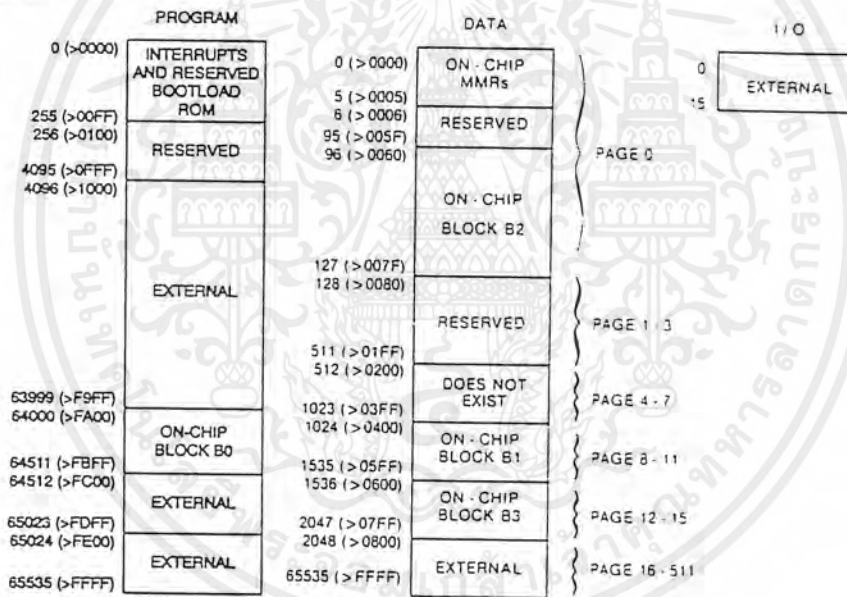 PROGRAM
0 (>0000)
INTERRUPTS
AND RESERVED
BOOTLOAD
ROM
255 (>00FF)
256 (>0100)
RESERVED
4095 (>0FFF)
4096 (>1000)
EXTERNAL
63999 (>F9FF)
64000 (>FA00)
ON-CHIP
BLOCK B0
64511 (>FBFF)
64512 (>FC00)
EXTERNAL
65023 (>FDFF)
65024 (>FE00)
EXTERNAL
65535 (>FFFF)
DATA
0 (>0000)
ON - CHIP
MMRs
5 (>0005)
6 (>0006)
RESERVED
95 (>005F)
96 (>0060)
PAGE 0
ON - CHIP
BLOCK B2
127 (>007F)
128 (>0080)
RESERVED
PAGE 1 - 3
511 (>01FF)
512 (>0200)
DOES NOT
EXIST
PAGE 4 - 7
1023 (>03FF)
1024 (>0400)
ON - CHIP
BLOCK B1
PAGE 8 - 11
1535 (>05FF)
1536 (>0600)
ON - CHIP
BLOCK B3
PAGE 12 - 15
2047 (>07FF)
2048 (>0800)
EXTERNAL
PAGE 16 - 511
65535 (>FFFF)
I / O
0
EXTERNAL
15